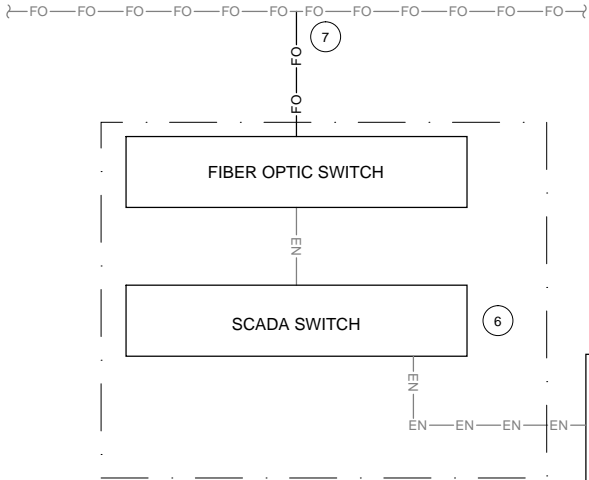 FO FO FO FO FO FO FO FO FO FO FO FO
7
FO
FO
FIBER OPTIC SWITCH
EN
SCADA SWITCH
6
EN
EN EN EN EN